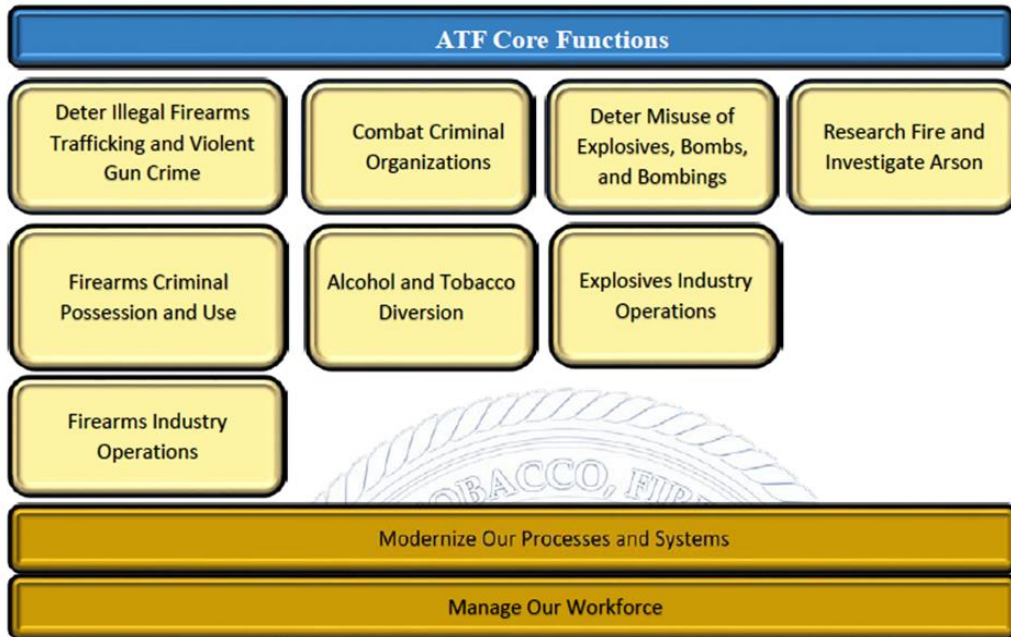 ATF Core Functions
Deter Illegal Firearms
Trafficking and Violent
Gun Crime
Combat Criminal
Organizations
Deter Misuse of
Explosives, Bombs,
and Bombings
Research Fire and
Investigate Arson
Firearms Criminal
Possession and Use
Alcohol and Tobacco
Diversion
Explosives Industry
Operations
Firearms Industry
Operations
TOBACCO,
Modernize Our Processes and Systems
Manage Our Workforce